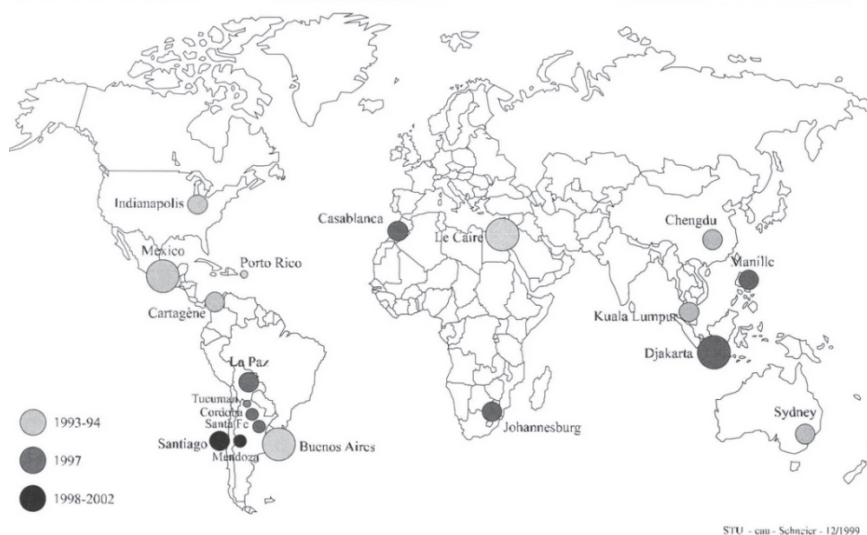 Indianapolis
Casablanca
Le Caire
Chengdu
Mexico
Porto Rico
Manille
Cartagène
Kuala Lumpur
La Paz
Djakarta
Tucuman
Cordoba
Santa Fe
Johannesburg
Sydney
1993-94
Santiago
Mendoza
Buenos Aires
1997
1998-2002
STU - eau - Schneier - 12/1999